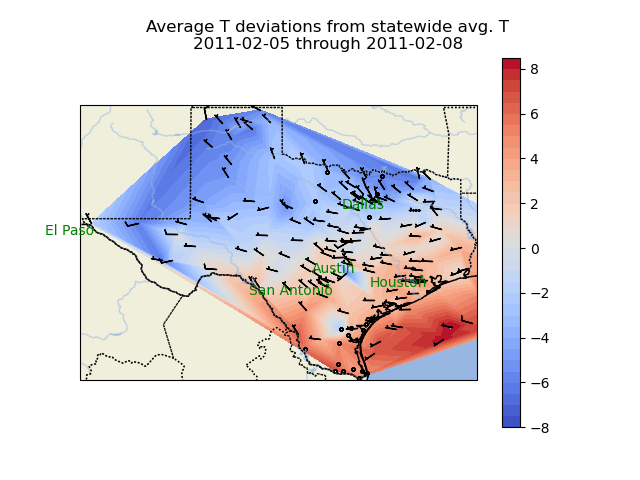 Average T deviations from statewide avg. T
2011-02-05 through 2011-02-08
8
6
4
2
0
−2
−4
−6
−8
Dallas
El Paso
Austin
Houston
San Antonio